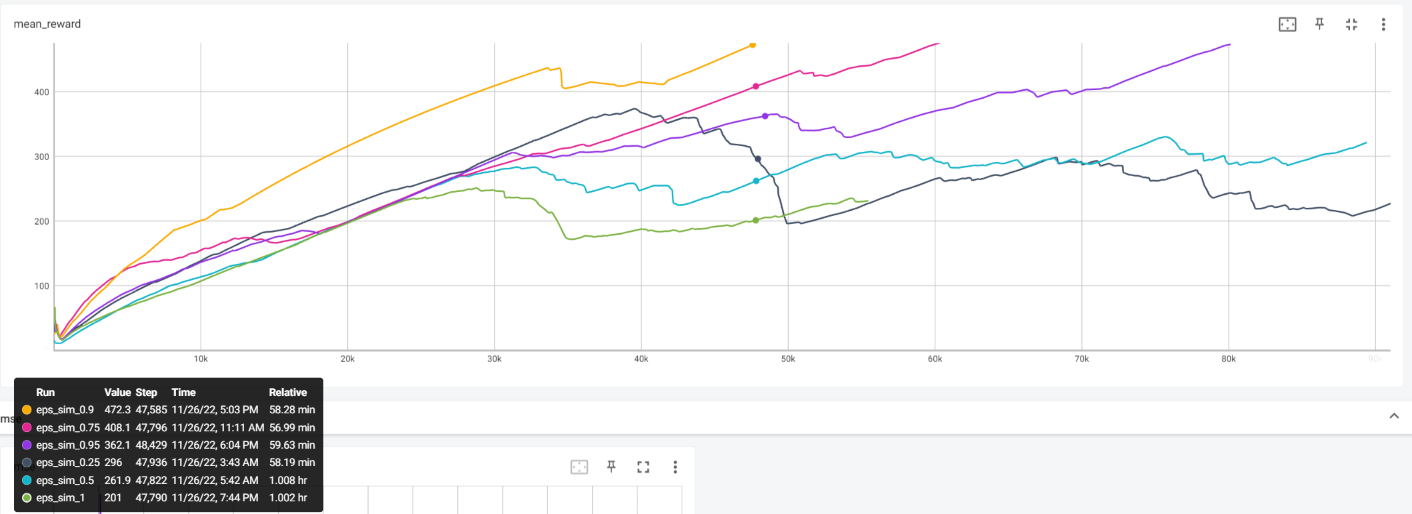 mean_reward
400
300
200
100
10k 20k 30k 40k 50k 60k 70k 80k 90k
Run Value Step Time Relative
eps_sim_0.9 472.3 47,585 11/26/22, 5:03 PM 58.28 min
eps_sim_0.75 408.1 47,796 11/26/22, 11:11 AM 56.99 min
eps_sim_0.95 362.1 48,429 11/26/22, 6:04 PM 59.63 min
eps_sim_0.25 296 47,936 11/26/22, 3:43 AM 58.19 min
eps_sim_0.5 261.9 47,822 11/26/22, 5:42 AM 1.008 hr
eps_sim_1 201 47,790 11/26/22, 7:44 PM 1.002 hr